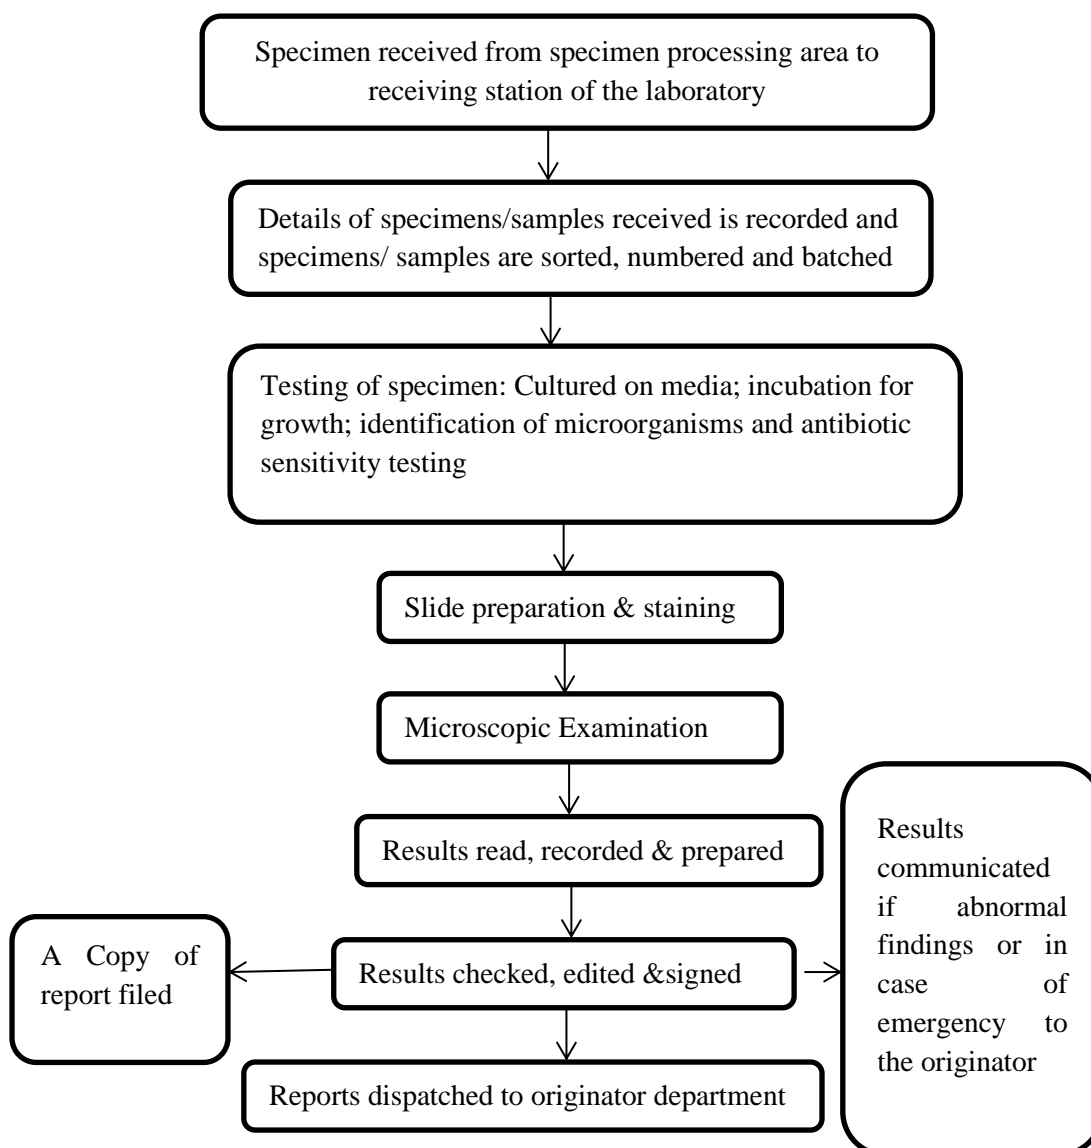 Specimen received from specimen processing area to
receiving station of the laboratory
Details of specimens/samples received is recorded and
specimens/ samples are sorted, numbered and batched
Testing of specimen: Cultured on media; incubation for
growth; identification of microorganisms and antibiotic
sensitivity testing
Slide preparation & staining
Microscopic Examination
Results read, recorded & prepared
A Copy of
report filed
Results checked, edited &signed
Results
communicated
if abnormal
findings or in
case of
emergency to
the originator
Reports dispatched to originator department